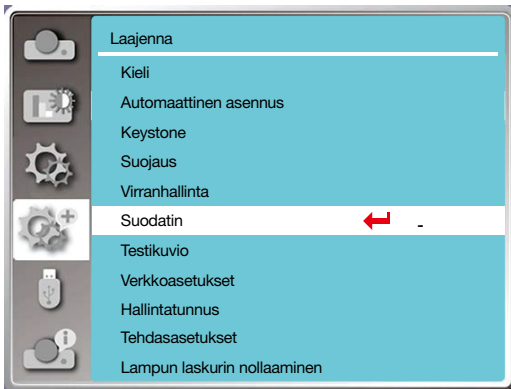 Laajenna
Kieli
Automaattinen asennus
Keystone
Suojaus
Virranhallinta
Suodatin -
Testikuvio
Verkkoasetukset
Hallintatunnus
Tehdasasetukset
Lampun laskurin nollaaminen